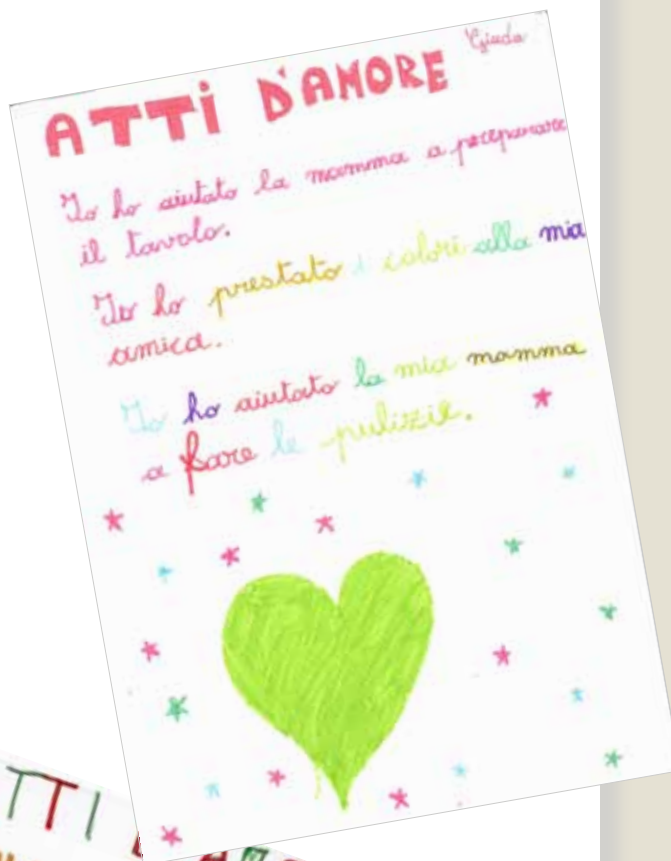 Giada
ATTI D'AMORE
Io ho aiutato la mamma a preparare
il tavolo.
Io ho prestato i colori alla mia
amica.
Io ho aiutato la mia mamma
a fare le pulizie.
TTI